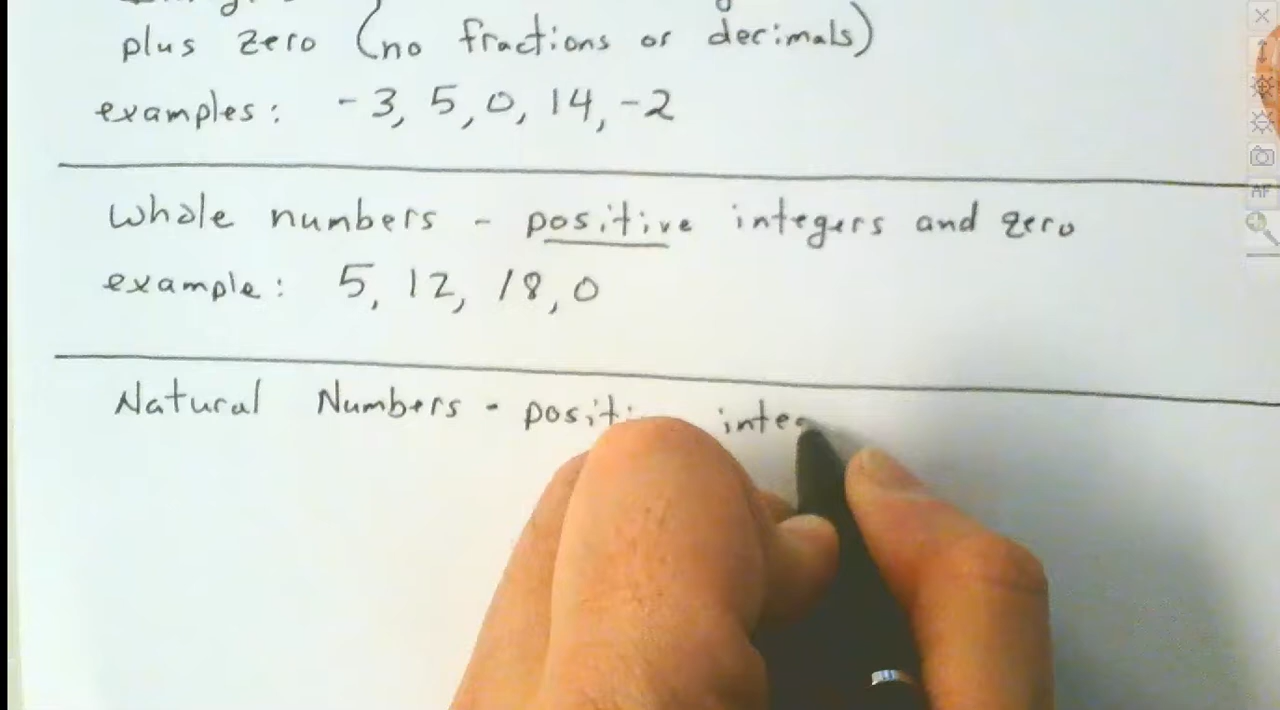 plus zero (no fractions or decimals)
examples: -3, 5, 0, 14, -2
Whole numbers - positive integers and zero
example: 5, 12, 18, 0
Natural Numbers -
AF